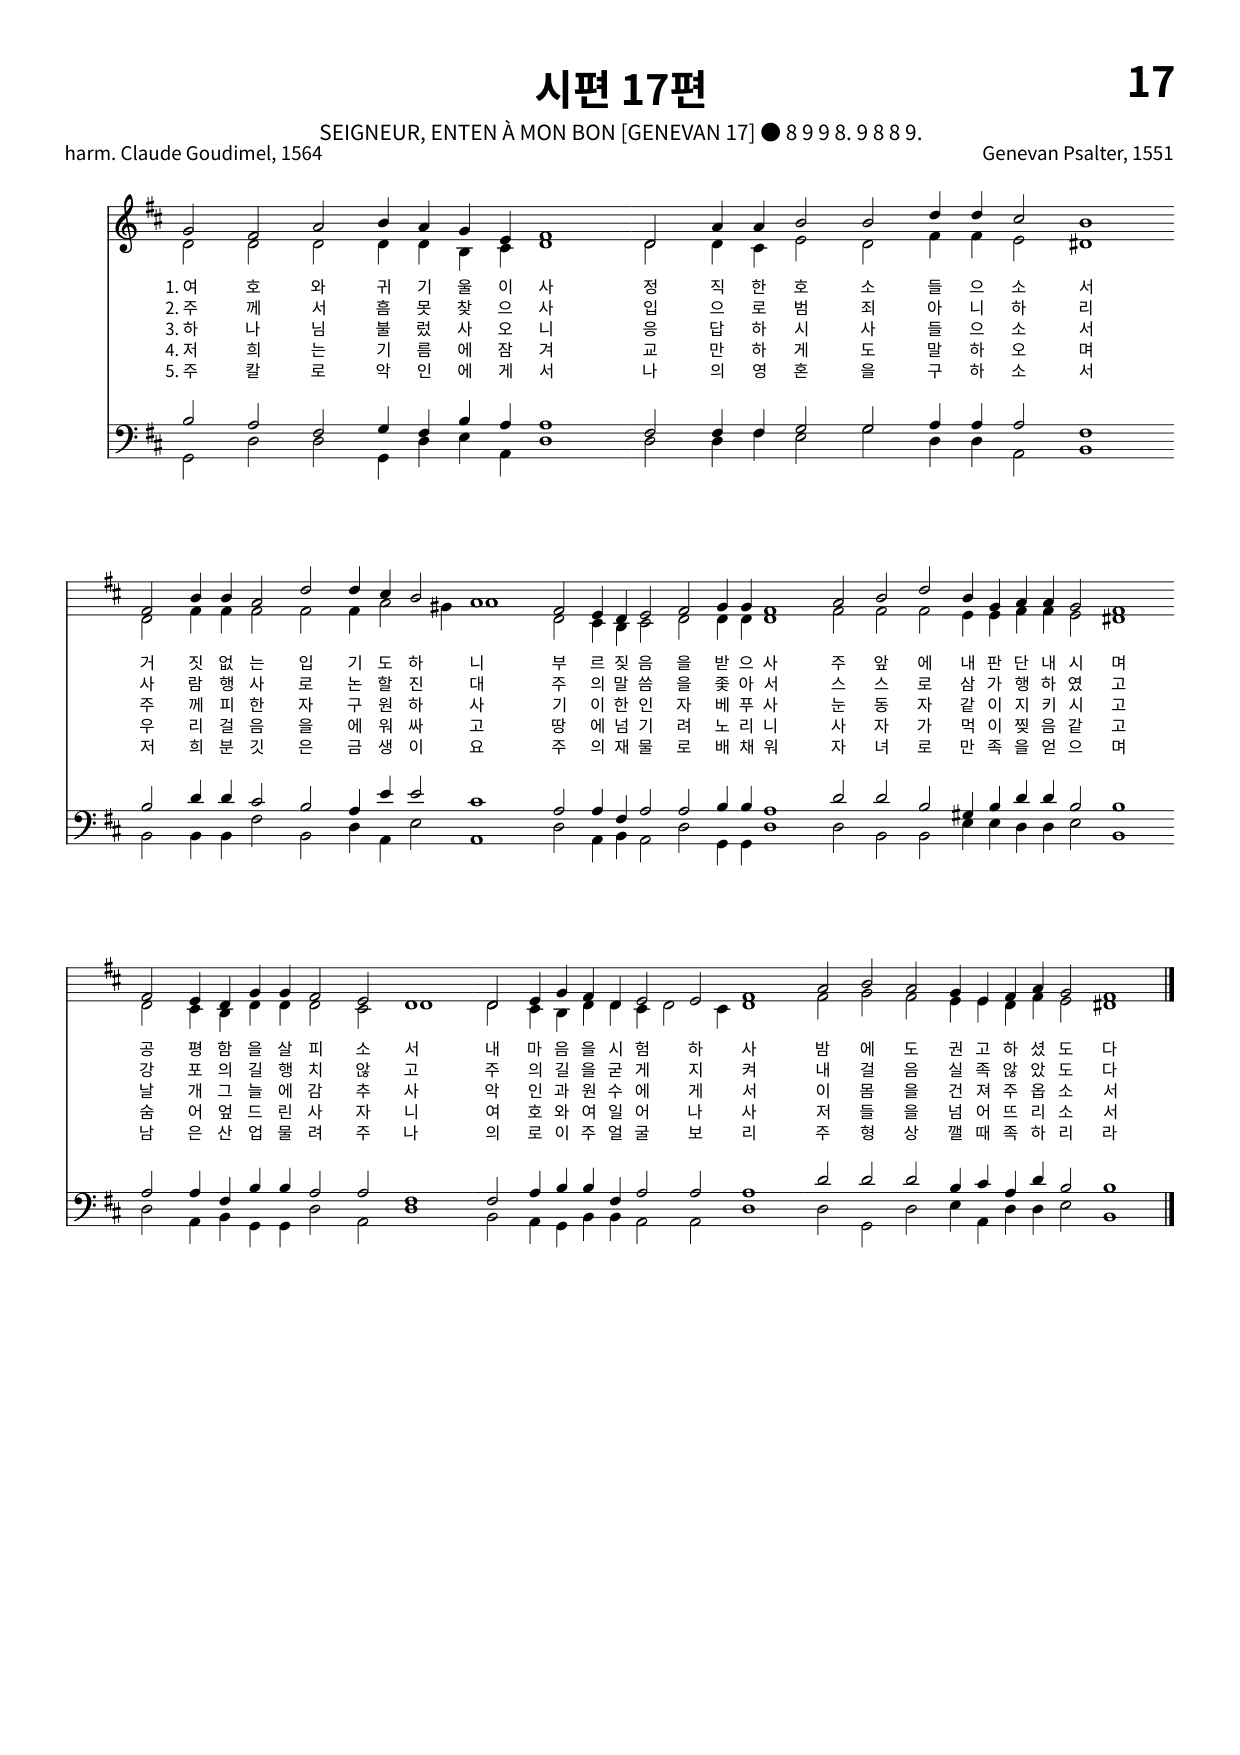 시편 17편
17
SEIGNEUR, ENTEN À MON BON [GENEVAN 17] ● 8 9 9 8. 9 8 8 9.
harm. Claude Goudimel, 1564
Genevan Psalter, 1551
1. 여 호 와 귀 기 울 이 사 정 직 한 호 소 들 으 소 서
2. 주 께 서 흠 못 찾 으 사 입 으 로 범 죄 아 니 하 리
3. 하 나 님 불 렀 사 오 니 응 답 하 시 사 들 으 소 서
4. 저 희 는 기 름 에 잠 겨 교 만 하 게 도 말 하 오 며
5. 주 칼 로 악 인 에 게 서 나 의 영 혼 을 구 하 소 서
거 짓 없 는 입 기 도 하 니 부 르 짖 음 을 받 으 사 주 앞 에 내 판 단 내 시 며
사 람 행 사 로 논 할 진 대 주 의 말 씀 을 좇 아 서 스 스 로 삼 가 행 하 였 고
주 께 피 한 자 구 원 하 사 기 이 한 인 자 베 푸 사 눈 동 자 같 이 지 키 시 고
우 리 걸 음 을 에 워 싸 고 땅 에 넘 기 려 노 리 니 사 자 가 먹 이 찢 음 같 고
저 희 분 깃 은 금 생 이 요 주 의 재 물 로 배 채 워 자 녀 로 만 족 을 얻 으 며
공 평 함 을 살 피 소 서 내 마 음 을 시 험 하 사 밤 에 도 권 고 하 셨 도 다
강 포 의 길 행 치 않 고 주 의 길 을 굳 게 지 켜 내 걸 음 실 족 않 았 도 다
날 개 그 늘 에 감 추 사 악 인 과 원 수 에 게 서 이 몸 을 건 져 주 옵 소 서
숨 어 엎 드 린 사 자 니 여 호 와 여 일 어 나 사 저 들 을 넘 어 뜨 리 소 서
남 은 산 업 물 려 주 나 의 로 이 주 얼 굴 보 리 주 형 상 깰 때 족 하 리 라